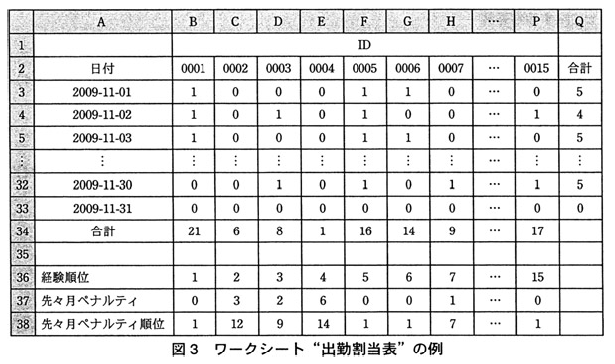 A B C D E F G H … P Q
1 ID
2 日付 0001 0002 0003 0004 0005 0006 0007 … 0015 合計
3 2009-11-01 1 0 0 0 1 1 0 … 0 5
4 2009-11-02 1 0 1 0 1 0 0 … 1 4
5 2009-11-03 1 0 0 0 1 1 0 … 0 5
⋮ ⋮ ⋮ ⋮ ⋮ ⋮ ⋮ ⋮ ⋮ … ⋮ ⋮
32 2009-11-30 0 0 1 0 1 0 1 … 1 5
33 2009-11-31 0 0 0 0 0 0 0 … 0 0
34 合計 21 6 8 1 16 14 9 … 17
35
36 経験順位 1 2 3 4 5 6 7 … 15
37 先々月ペナルティ 0 3 2 6 0 0 1 … 0
38 先々月ペナルティ順位 1 12 9 14 1 1 7 … 1
図3 ワークシート“出勤割当表”の例